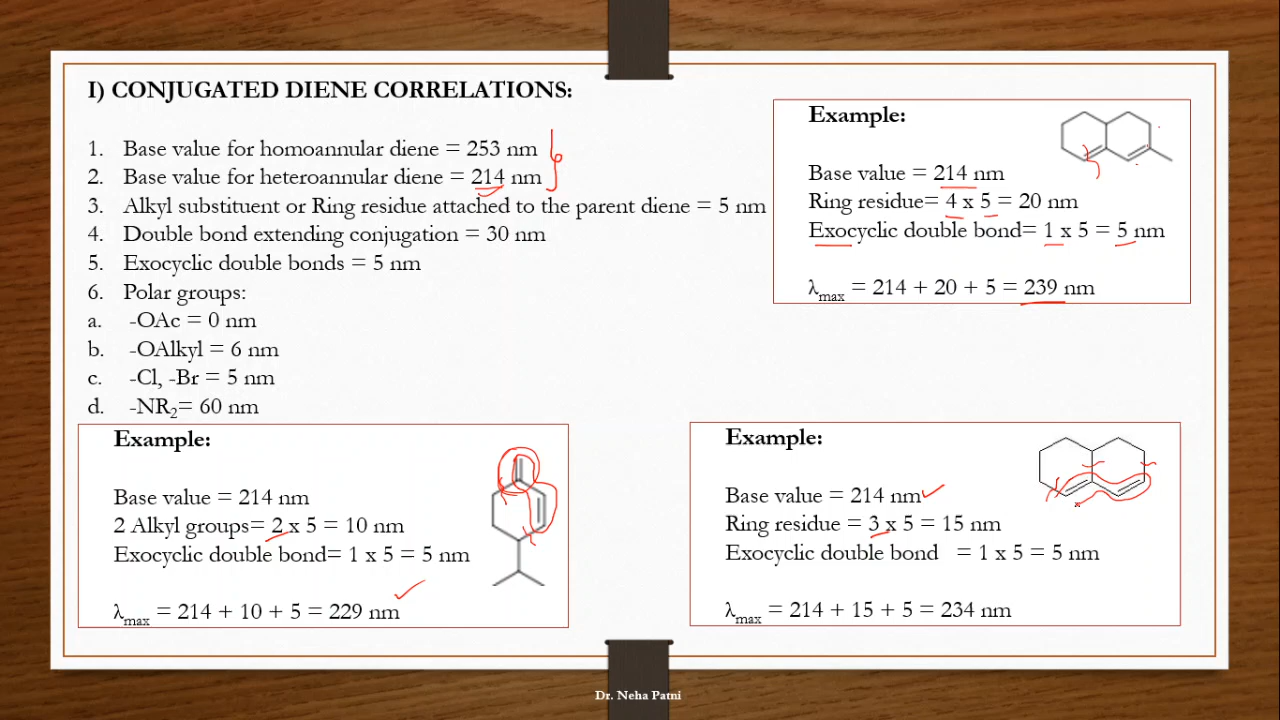 I) CONJUGATED DIENE CORRELATIONS:
1. Base value for homoannular diene = 253 nm
2. Base value for heteroannular diene = 214 nm
3. Alkyl substituent or Ring residue attached to the parent diene = 5 nm
4. Double bond extending conjugation = 30 nm
5. Exocyclic double bonds = 5 nm
6. Polar groups:
a. -OAc = 0 nm
b. -OAlkyl = 6 nm
c. -Cl, -Br = 5 nm
d. -NR₂= 60 nm
Example:
Base value = 214 nm
Ring residue= 4 x 5 = 20 nm
Exocyclic double bond= 1 x 5 = 5 nm
λmax = 214 + 20 + 5 = 239 nm
Example:
Base value = 214 nm
2 Alkyl groups= 2 x 5 = 10 nm
Exocyclic double bond= 1 x 5 = 5 nm
λmax = 214 + 10 + 5 = 229 nm
Example:
Base value = 214 nm
Ring residue = 3 x 5 = 15 nm
Exocyclic double bond = 1 x 5 = 5 nm
λmax = 214 + 15 + 5 = 234 nm
Dr. Neha Patni